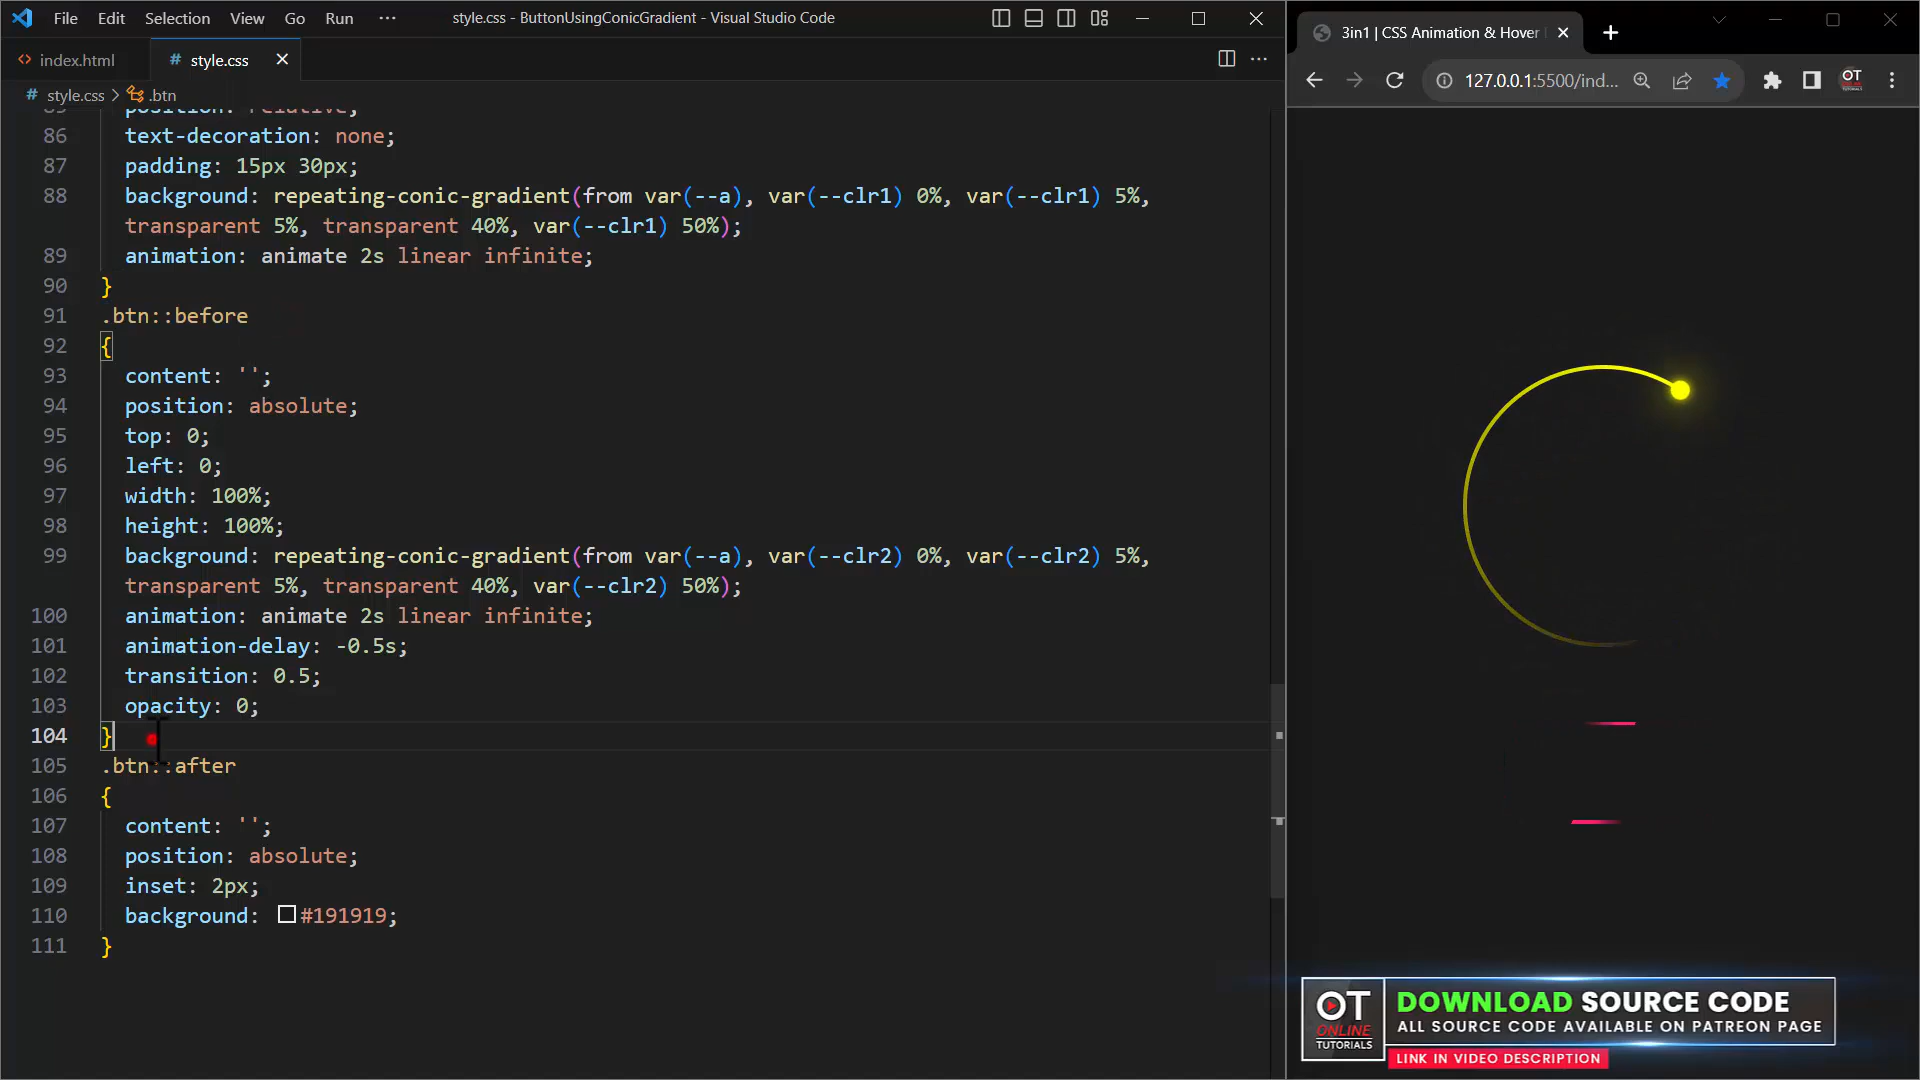 File Edit Selection View Go Run ··· style.css - ButtonUsingConicGradient - Visual Studio Code
<> index.html # style.css
# style.css > .btn
85 position: relative;
86 text-decoration: none;
87 padding: 15px 30px;
88 background: repeating-conic-gradient(from var(--a), var(--clr1) 0%, var(--clr1) 5%,
transparent 5%, transparent 40%, var(--clr1) 50%);
89 animation: animate 2s linear infinite;
90 }
91 .btn::before
92 {
93 content: '';
94 position: absolute;
95 top: 0;
96 left: 0;
97 width: 100%;
98 height: 100%;
99 background: repeating-conic-gradient(from var(--a), var(--clr2) 0%, var(--clr2) 5%,
transparent 5%, transparent 40%, var(--clr2) 50%);
100 animation: animate 2s linear infinite;
101 animation-delay: -0.5s;
102 transition: 0.5;
103 opacity: 0;
104 }
105 .btn::after
106 {
107 content: '';
108 position: absolute;
109 inset: 2px;
110 background: #191919;
111 }
3in1 | CSS Animation & Hover
127.0.0.1:5500/ind...
OT
OT
ONLINE
TUTORIALS
DOWNLOAD SOURCE CODE
ALL SOURCE CODE AVAILABLE ON PATREON PAGE
LINK IN VIDEO DESCRIPTION